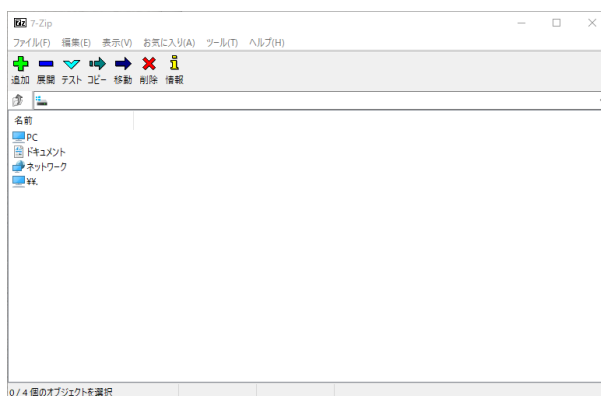 7z 7-Zip
ファイル(F) 編集(E) 表示(V) お気に入り(A) ツール(T) ヘルプ(H)
追加 展開 テスト コピー 移動 削除 情報
名前
PC
ドキュメント
ネットワーク
¥¥.
0 / 4 個のオブジェクトを選択